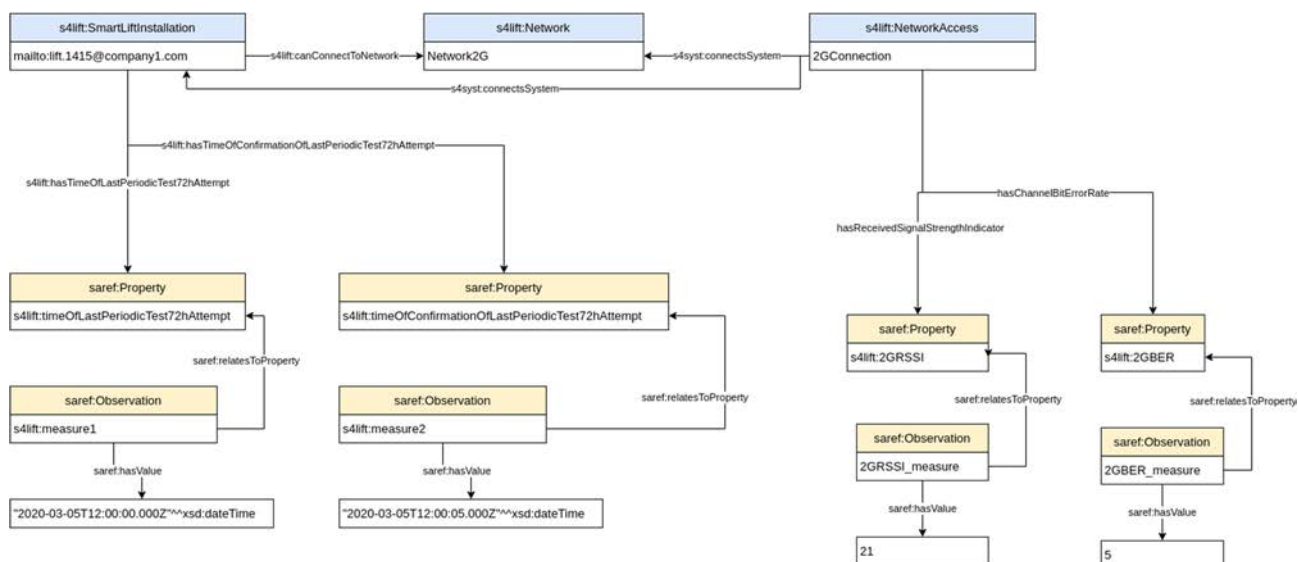 s4lift:SmartLiftInstallation
mailto:lift.1415@company1.com
s4lift:canConnectToNetwork
s4lift:Network
Network2G
s4syst:connectsSystem
s4lift:NetworkAccess
2GConnection
s4syst:connectsSystem
s4lift:hasTimeOfConfirmationOfLastPeriodicTest72hAttempt
s4lift:hasTimeOfLastPeriodicTest72hAttempt
hasChannelBitErrorRate
hasReceivedSignalStrengthIndicator
saref:Property
s4lift:timeOfLastPeriodicTest72hAttempt
saref:Property
s4lift:timeOfConfirmationOfLastPeriodicTest72hAttempt
saref:Property
s4lift:2GRSSI
saref:Property
s4lift:2GBER
saref:relatesToProperty
saref:relatesToProperty
saref:relatesToProperty
saref:relatesToProperty
saref:Observation
s4lift:measure1
saref:Observation
s4lift:measure2
saref:Observation
2GRSSI_measure
saref:Observation
2GBER_measure
saref:hasValue
saref:hasValue
saref:hasValue
saref:hasValue
"2020-03-05T12:00:00.000Z"^^xsd:dateTime
"2020-03-05T12:00:05.000Z"^^xsd:dateTime
21
5